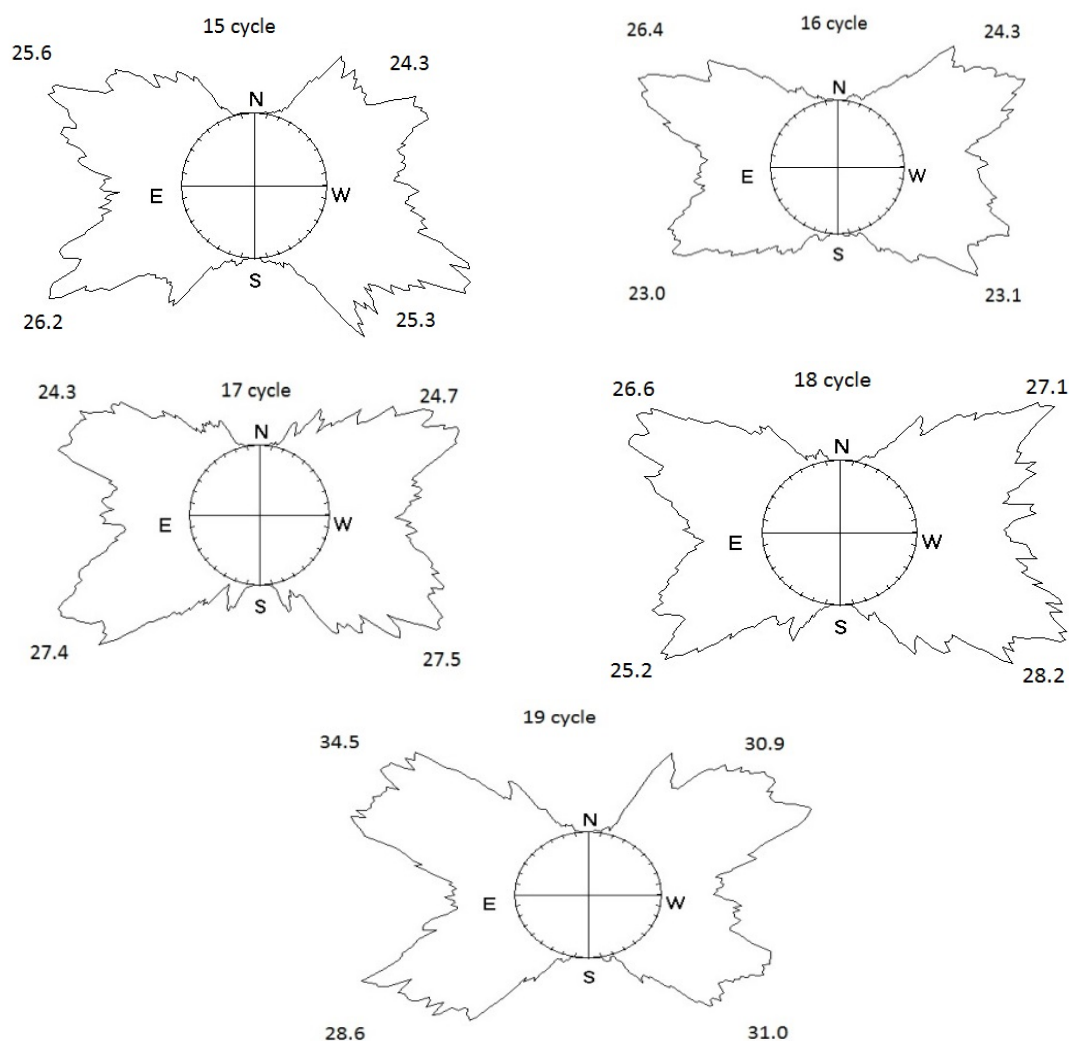 15 cycle
25.6
24.3
N
E
W
S
26.2
25.3
16 cycle
26.4
24.3
N
E
W
S
23.0
23.1
17 cycle
24.3
24.7
N
E
W
S
27.4
27.5
18 cycle
26.6
27.1
N
E
W
S
25.2
28.2
19 cycle
34.5
30.9
N
E
W
S
28.6
31.0